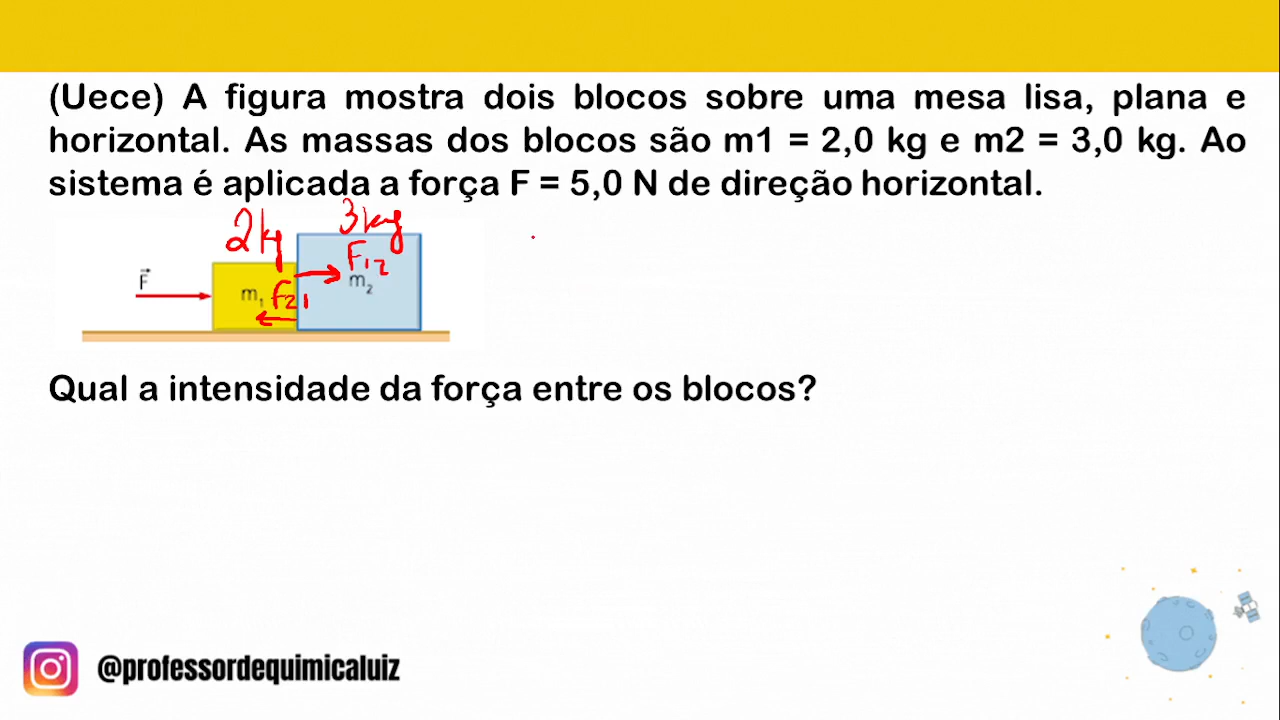 (Uece) A figura mostra dois blocos sobre uma mesa lisa, plana e
horizontal. As massas dos blocos são m1 = 2,0 kg e m2 = 3,0 kg. Ao
sistema é aplicada a força F = 5,0 N de direção horizontal.
2kg 3kg
F12
F m1 F21 m2
Qual a intensidade da força entre os blocos?
@professordequimicaluiz